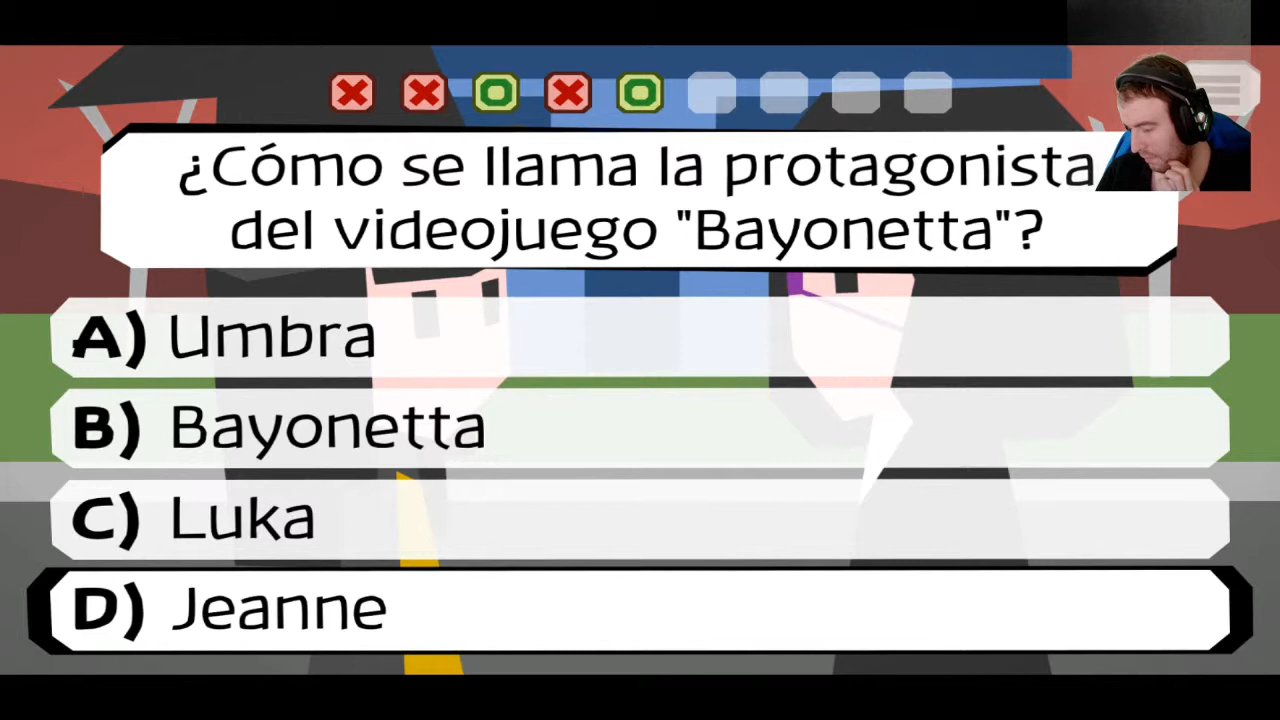 ¿Cómo se llama la protagonista
del videojuego "Bayonetta"?
A) Umbra
B) Bayonetta
C) Luka
D) Jeanne